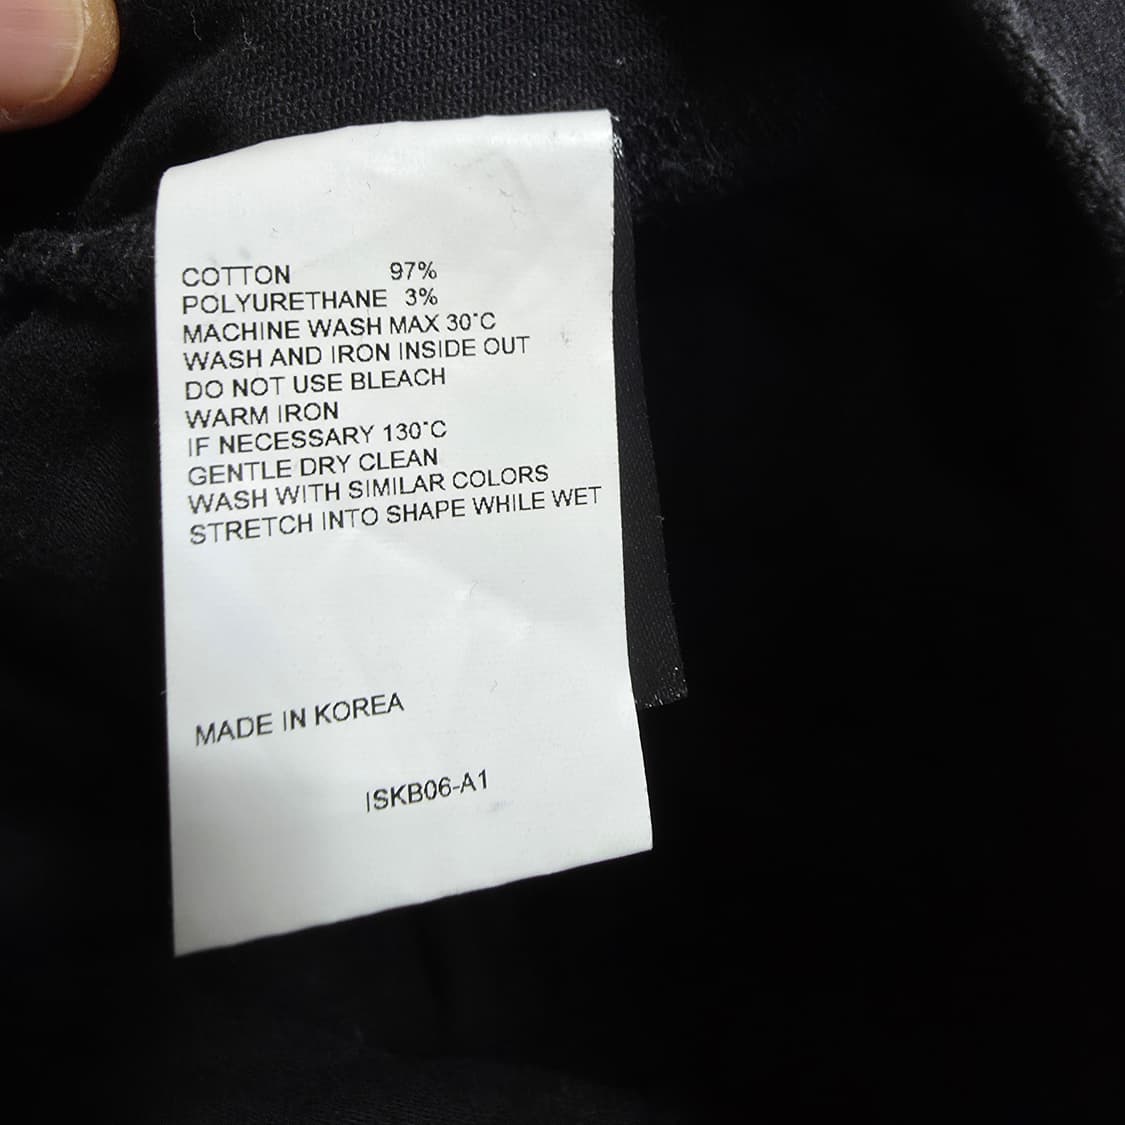 COTTON 97%
POLYURETHANE 3%
MACHINE WASH MAX 30°C
WASH AND IRON INSIDE OUT
DO NOT USE BLEACH
WARM IRON
IF NECESSARY 130°C
GENTLE DRY CLEAN
WASH WITH SIMILAR COLORS
STRETCH INTO SHAPE WHILE WET
MADE IN KOREA
ISKB06-A1